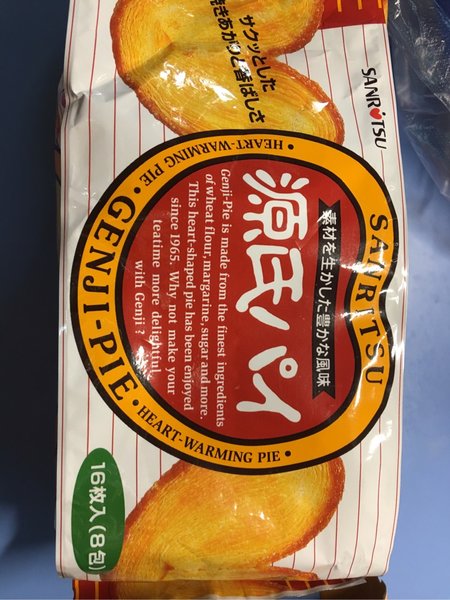 サクッとした
焼きあがりと香ばしさ
SANRITSU
SANRITSU
素材を生かした豊かな風味
源氏パイ
Genji-Pie is made from the finest ingredients
of wheat flour, margarine, sugar and more.
This heart-shaped pie has been enjoyed
since 1965. Why not make your
teatime more delightful
with Genji?
• HEART-WARMING PIE • GENJI-PIE • HEART-WARMING PIE •
16枚入(8包)